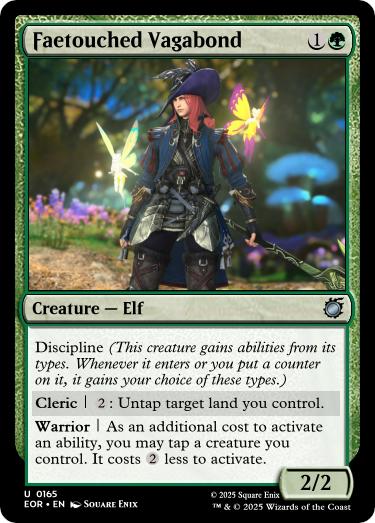 Faetouched Vagabond 1
Creature — Elf
Discipline (This creature gains abilities from its
types. Whenever it enters or you put a counter
on it, it gains your choice of these types.)
Cleric | 2 : Untap target land you control.
Warrior | As an additional cost to activate
an ability, you may tap a creature you
control. It costs 2 less to activate.
2/2
U 0165
EOR • EN SQUARE ENIX
© 2025 Square Enix
™ & © 2025 Wizards of the Coast